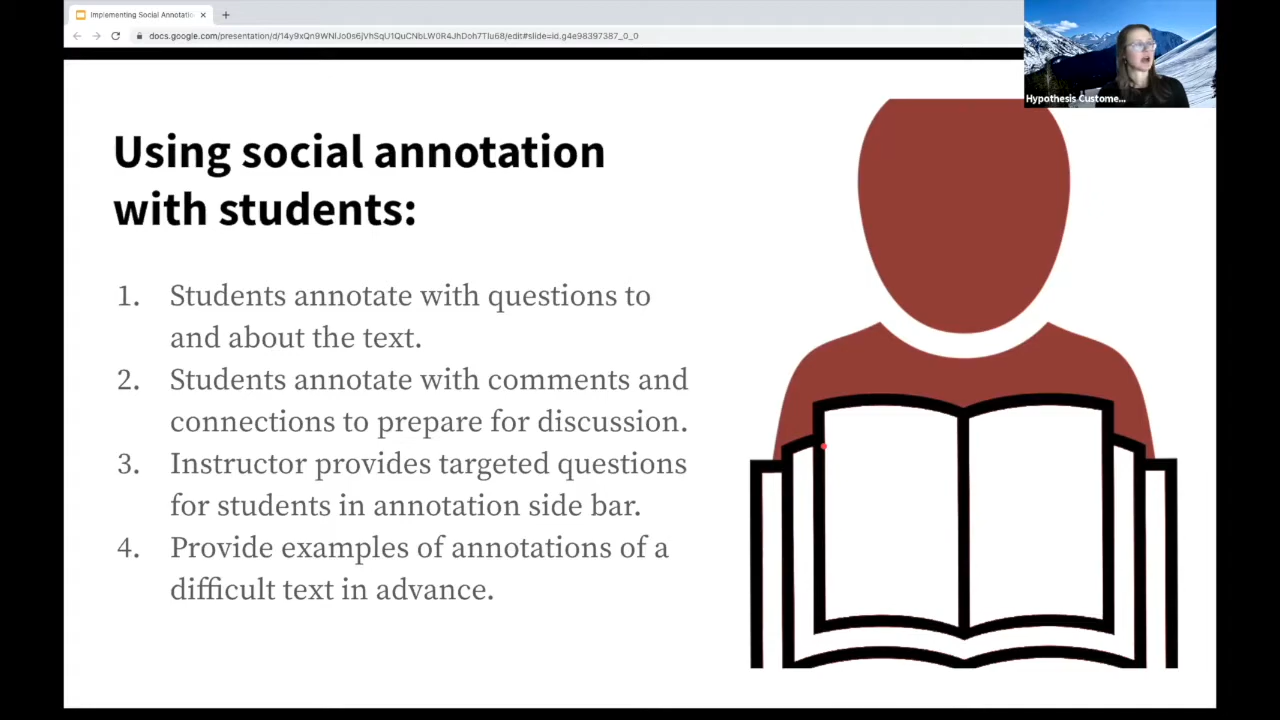 Implementing Social Annotatio
docs.google.com/presentation/d/14y9xQn9WNIJo0s6jVhSqU1QuCNbLW0R4JhDoh7Tlu68/edit#slide=id.g4e98397387_0_0
Hypothesis Custome...
Using social annotation
with students:
1. Students annotate with questions to
and about the text.
2. Students annotate with comments and
connections to prepare for discussion.
3. Instructor provides targeted questions
for students in annotation side bar.
4. Provide examples of annotations of a
difficult text in advance.